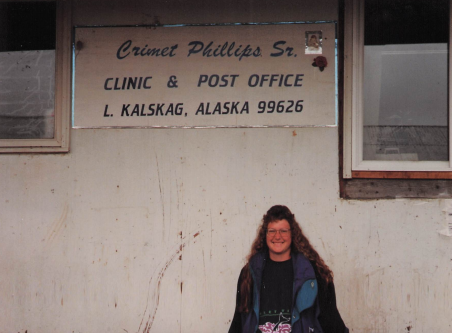 Crimet Phillips Sr.
CLINIC & POST OFFICE
L. KALSKAG, ALASKA 99626